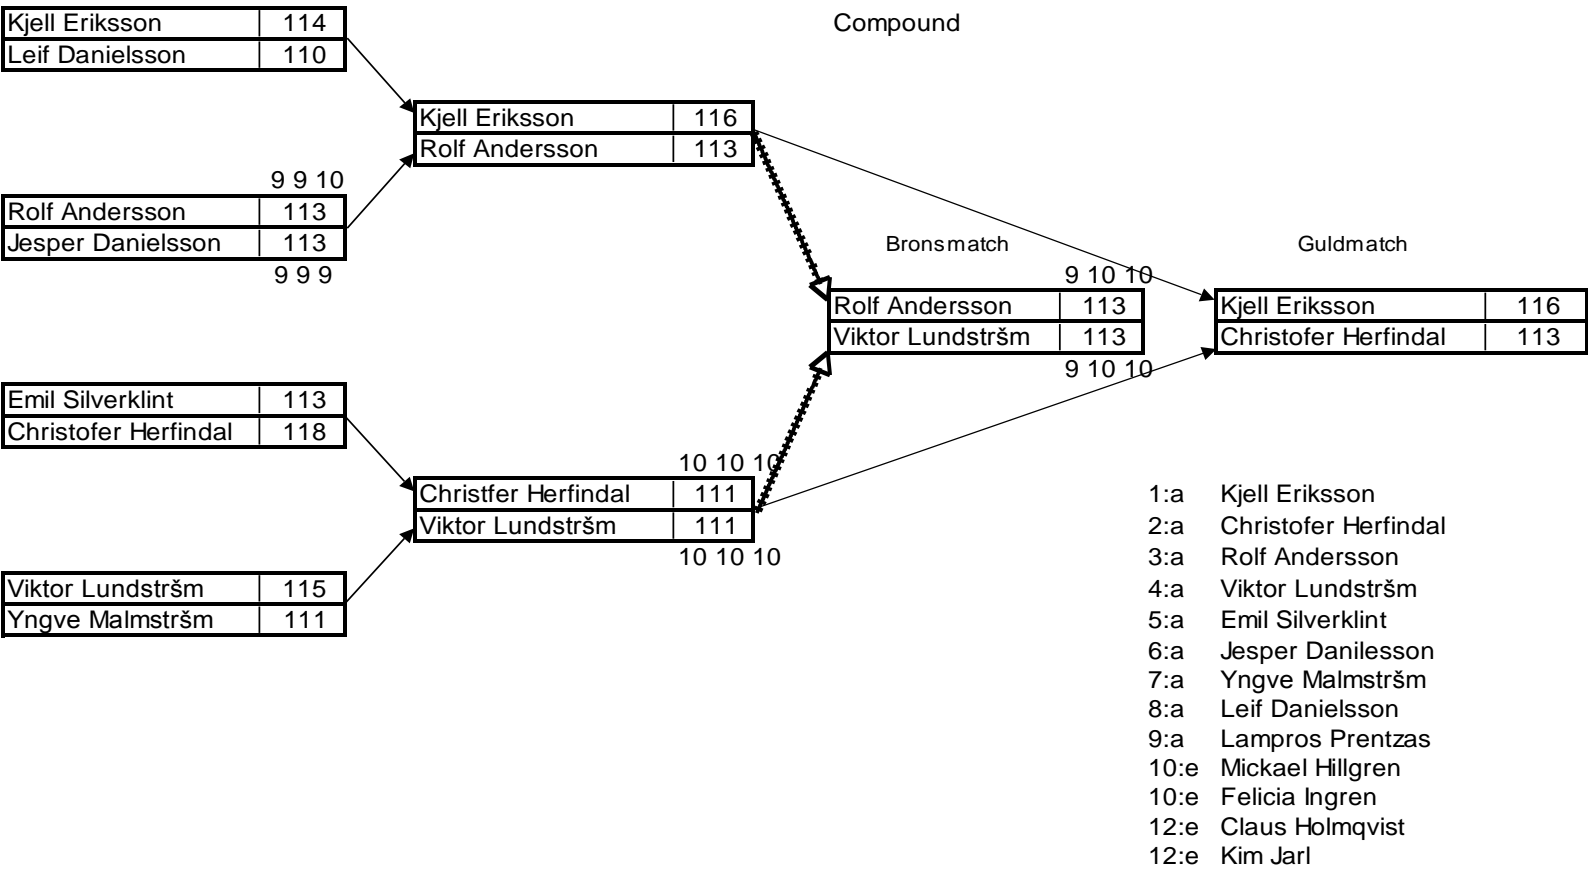 Compound
Kjell Eriksson 114
Leif Danielsson 110
Kjell Eriksson 116
Rolf Andersson 113
9 9 10
Rolf Andersson 113
Jesper Danielsson 113
9 9 9
Bronsmatch
Guldmatch
9 10 10
Rolf Andersson 113
Viktor Lundstršm 113
9 10 10
Kjell Eriksson 116
Christofer Herfindal 113
Emil Silverklint 113
Christofer Herfindal 118
10 10 10
Christfer Herfindal 111
Viktor Lundstršm 111
10 10 10
Viktor Lundstršm 115
Yngve Malmstršm 111
1:a Kjell Eriksson
2:a Christofer Herfindal
3:a Rolf Andersson
4:a Viktor Lundstršm
5:a Emil Silverklint
6:a Jesper Danilesson
7:a Yngve Malmstršm
8:a Leif Danielsson
9:a Lampros Prentzas
10:e Mickael Hillgren
10:e Felicia Ingren
12:e Claus Holmqvist
12:e Kim Jarl